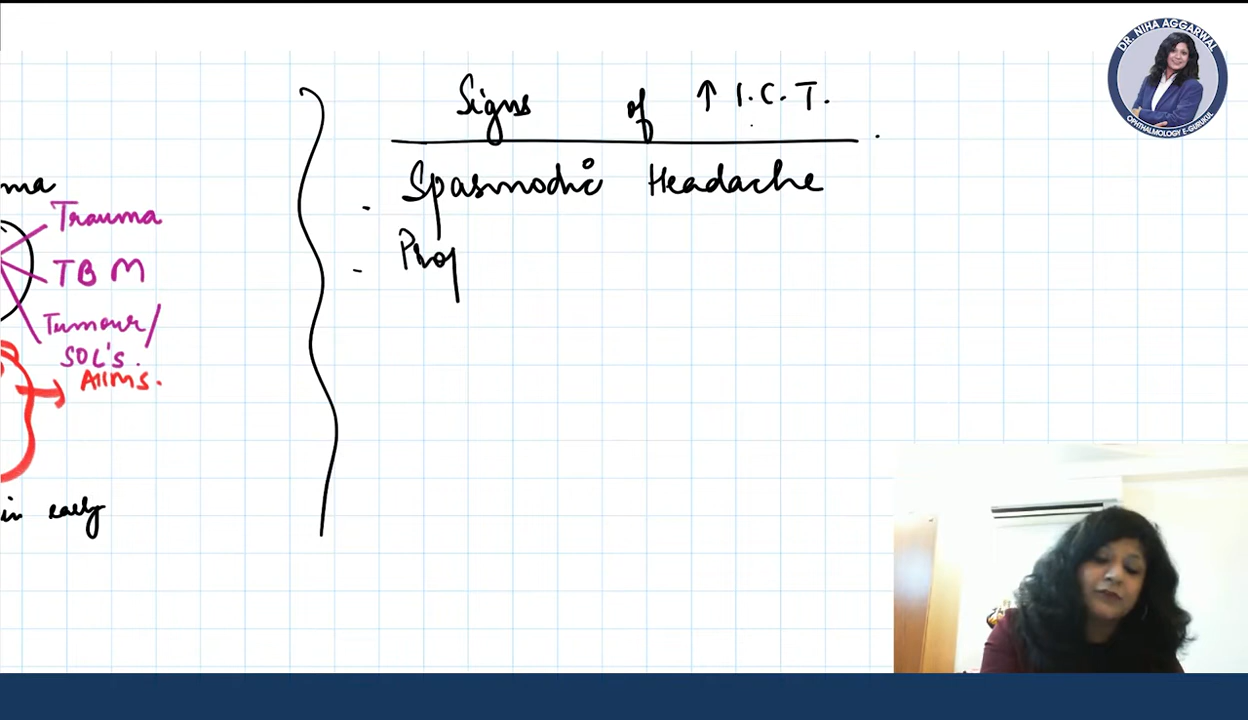 DR. NIHA AGGARWAL
OPHTHALMOLOGY E-GURUKUL
ma
Trauma
TBM
Tumour/
SOL's.
AIIMS.
in early
Signs of ↑ I.C.T.
- Spasmodic Headache
- Proj